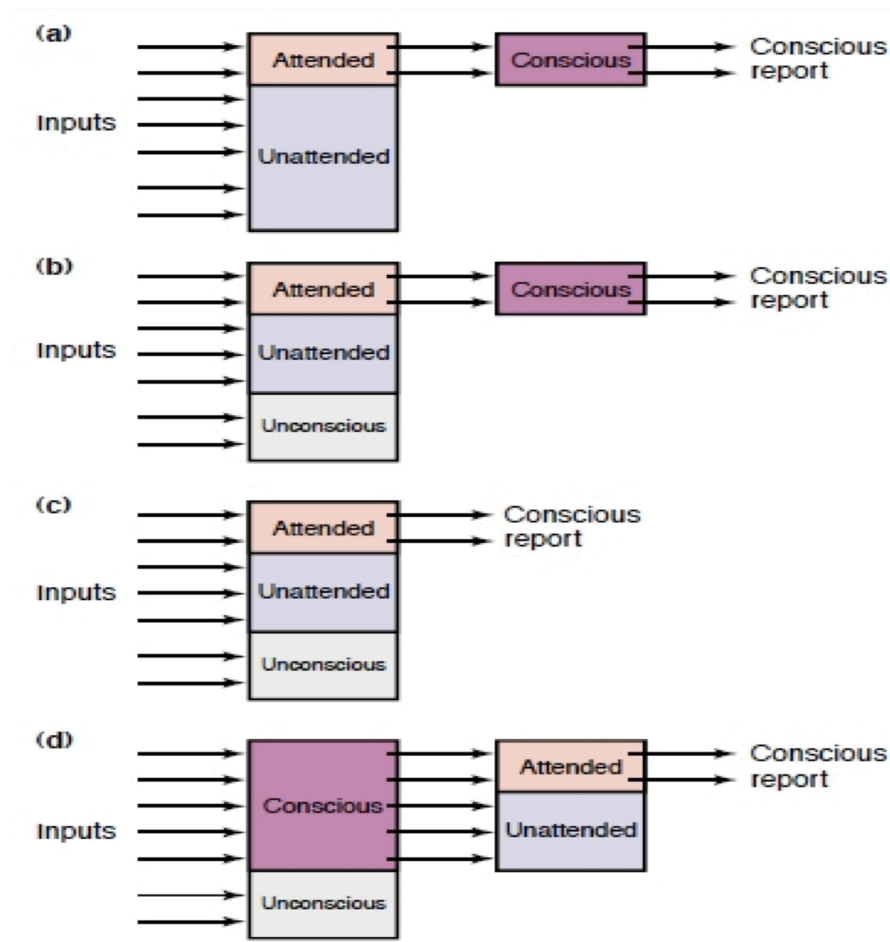 (a)
Attended
Conscious
Conscious
report
Inputs
Unattended
(b)
Attended
Conscious
Conscious
report
Inputs
Unattended
Unconscious
(c)
Attended
Conscious
report
Inputs
Unattended
Unconscious
(d)
Conscious
Attended
Conscious
report
Inputs
Unattended
Unconscious